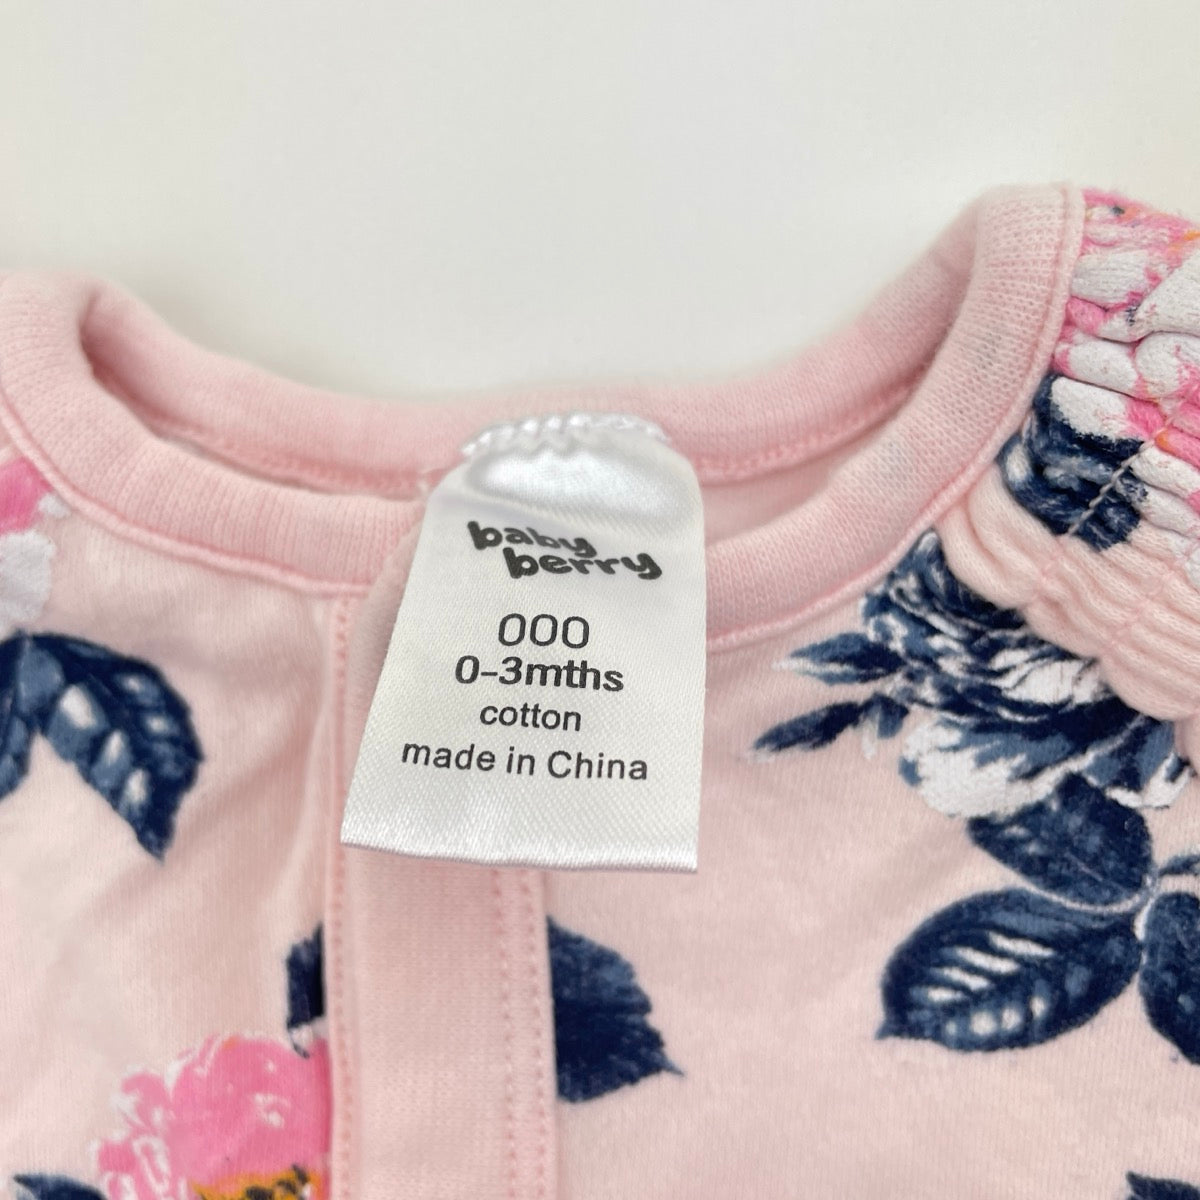 baby
berry
000
0-3mths
cotton
made in China